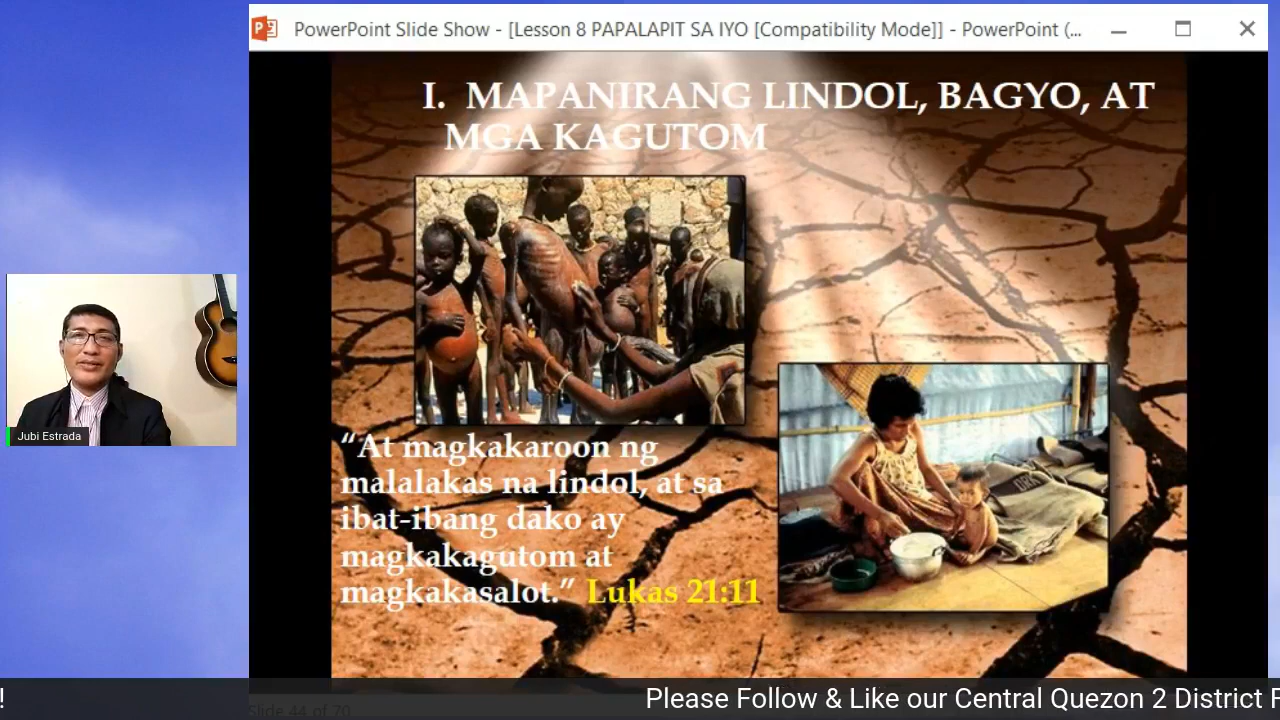 PowerPoint Slide Show - [Lesson 8 PAPALAPIT SA IYO [Compatibility Mode]] - PowerPoint (...
I. MAPANIRANG LINDOL, BAGYO, AT
MGA KAGUTOM
“At magkakaroon ng
malalakas na lindol, at sa
ibat-ibang dako ay
magkakagutom at
magkakasalot.” Lukas 21:11
Jubi Estrada
! Please Follow & Like our Central Quezon 2 District F
Slide 44 of 70